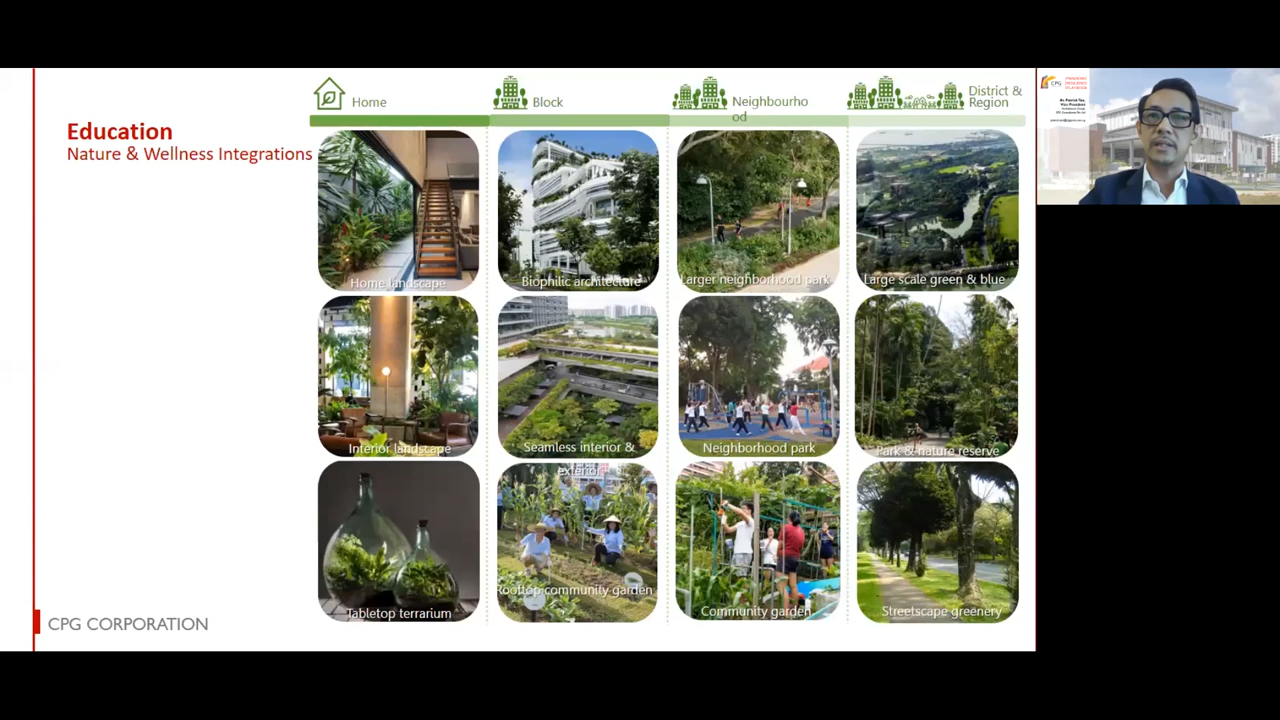 Education
Nature & Wellness Integrations
Home
Block
Neighbourho
od
District &
Region
Home landscape
Biophilic architecture
Larger neighborhood park
Large scale green & blue
Interior landscape
Seamless interior &
exterior
Neighborhood park
Park & nature reserve
Tabletop terrarium
Rooftop community garden
Community garden
Streetscape greenery
CPG CORPORATION
CPG